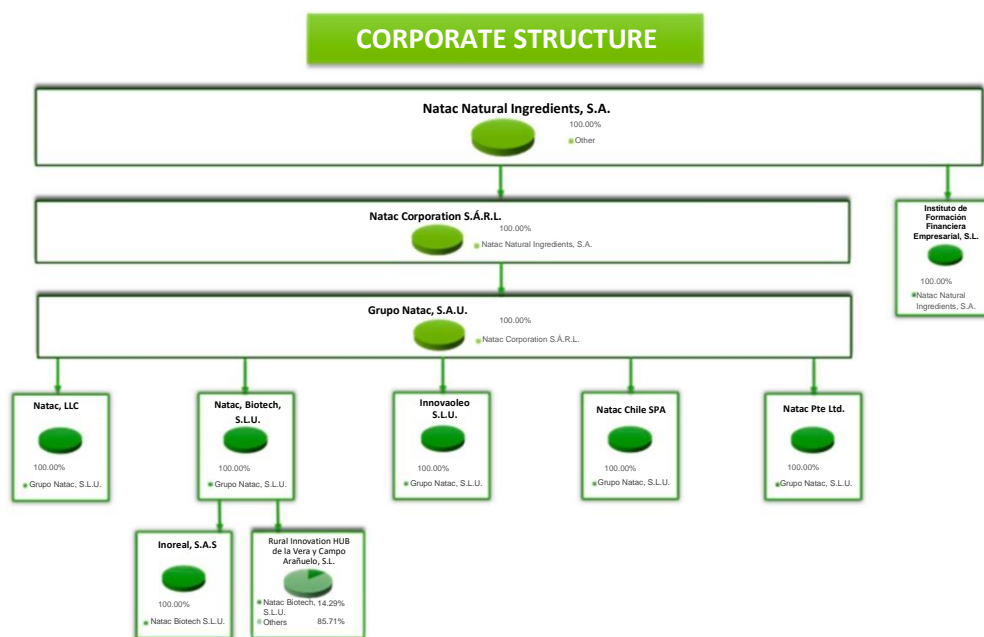 CORPORATE STRUCTURE
Natac Natural Ingredients, S.A.
100.00%
Other
Natac Corporation S.Á.R.L.
100.00%
Natac Natural Ingredients, S.A.
Instituto de
Formación
Financiera
Empresarial, S.L.
100.00%
Natac Natural
Ingredients, S.A.
Grupo Natac, S.A.U.
100.00%
Natac Corporation S.Á.R.L.
Natac, LLC
100.00%
Grupo Natac, S.L.U.
Natac, Biotech,
S.L.U.
100.00%
Grupo Natac, S.L.U.
Innovaoleo
S.L.U.
100.00%
Grupo Natac, S.L.U.
Natac Chile SPA
100.00%
Grupo Natac, S.L.U.
Natac Pte Ltd.
100.00%
Grupo Natac, S.L.U.
Inoreal, S.A.S
100.00%
Natac Biotech S.L.U.
Rural Innovation HUB
de la Vera y Campo
Arañuelo, S.L.
Natac Biotech, 14.29%
S.L.U.
Others 85.71%